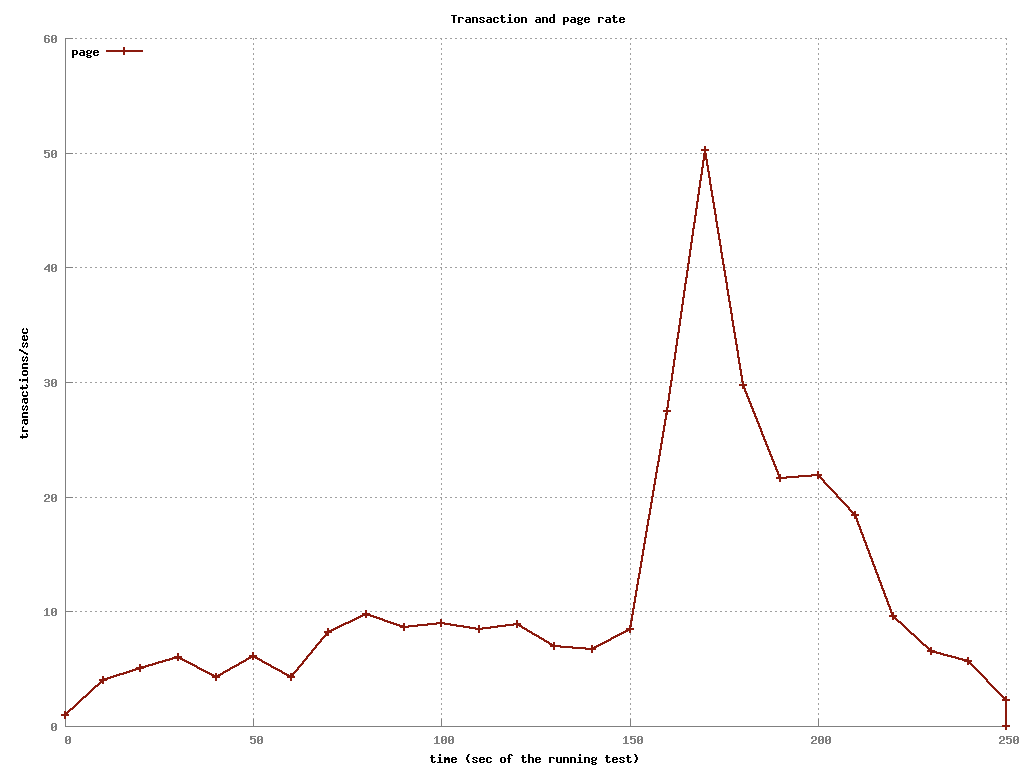 Transaction and page rate
page
60
50
40
30
20
10
0
transactions/sec
0 50 100 150 200 250
time (sec of the running test)